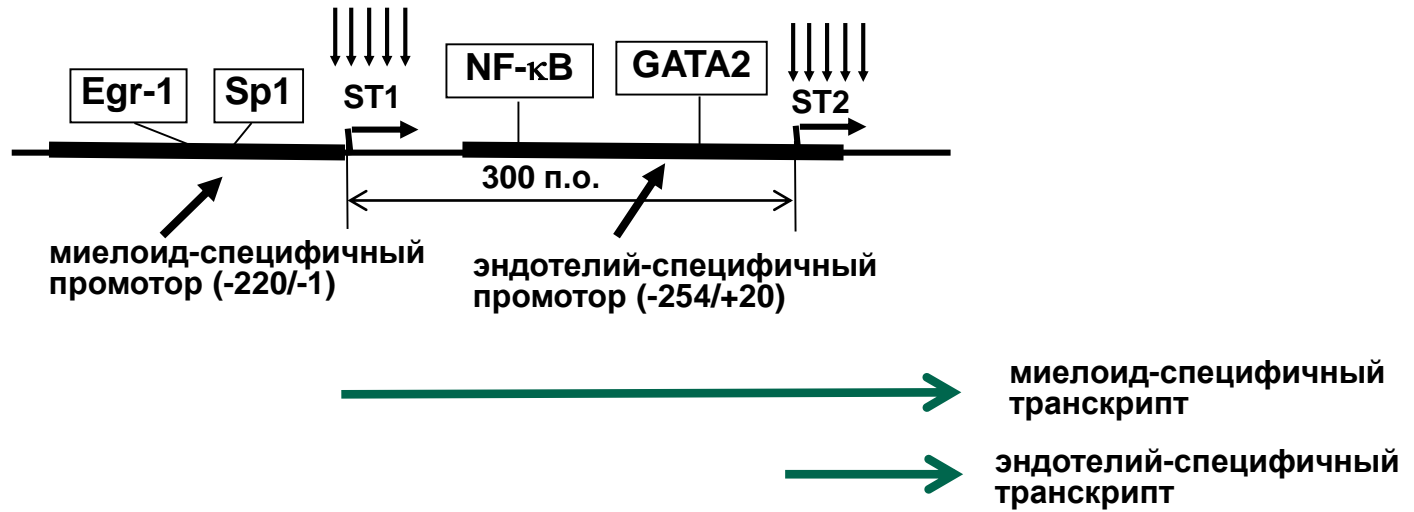 Egr-1
Sp1
ST1
NF-κB
GATA2
ST2
300 п.о.
миелоид-специфичный
промотор (-220/-1)
эндотелий-специфичный
промотор (-254/+20)
миелоид-специфичный
транскрипт
эндотелий-специфичный
транскрипт